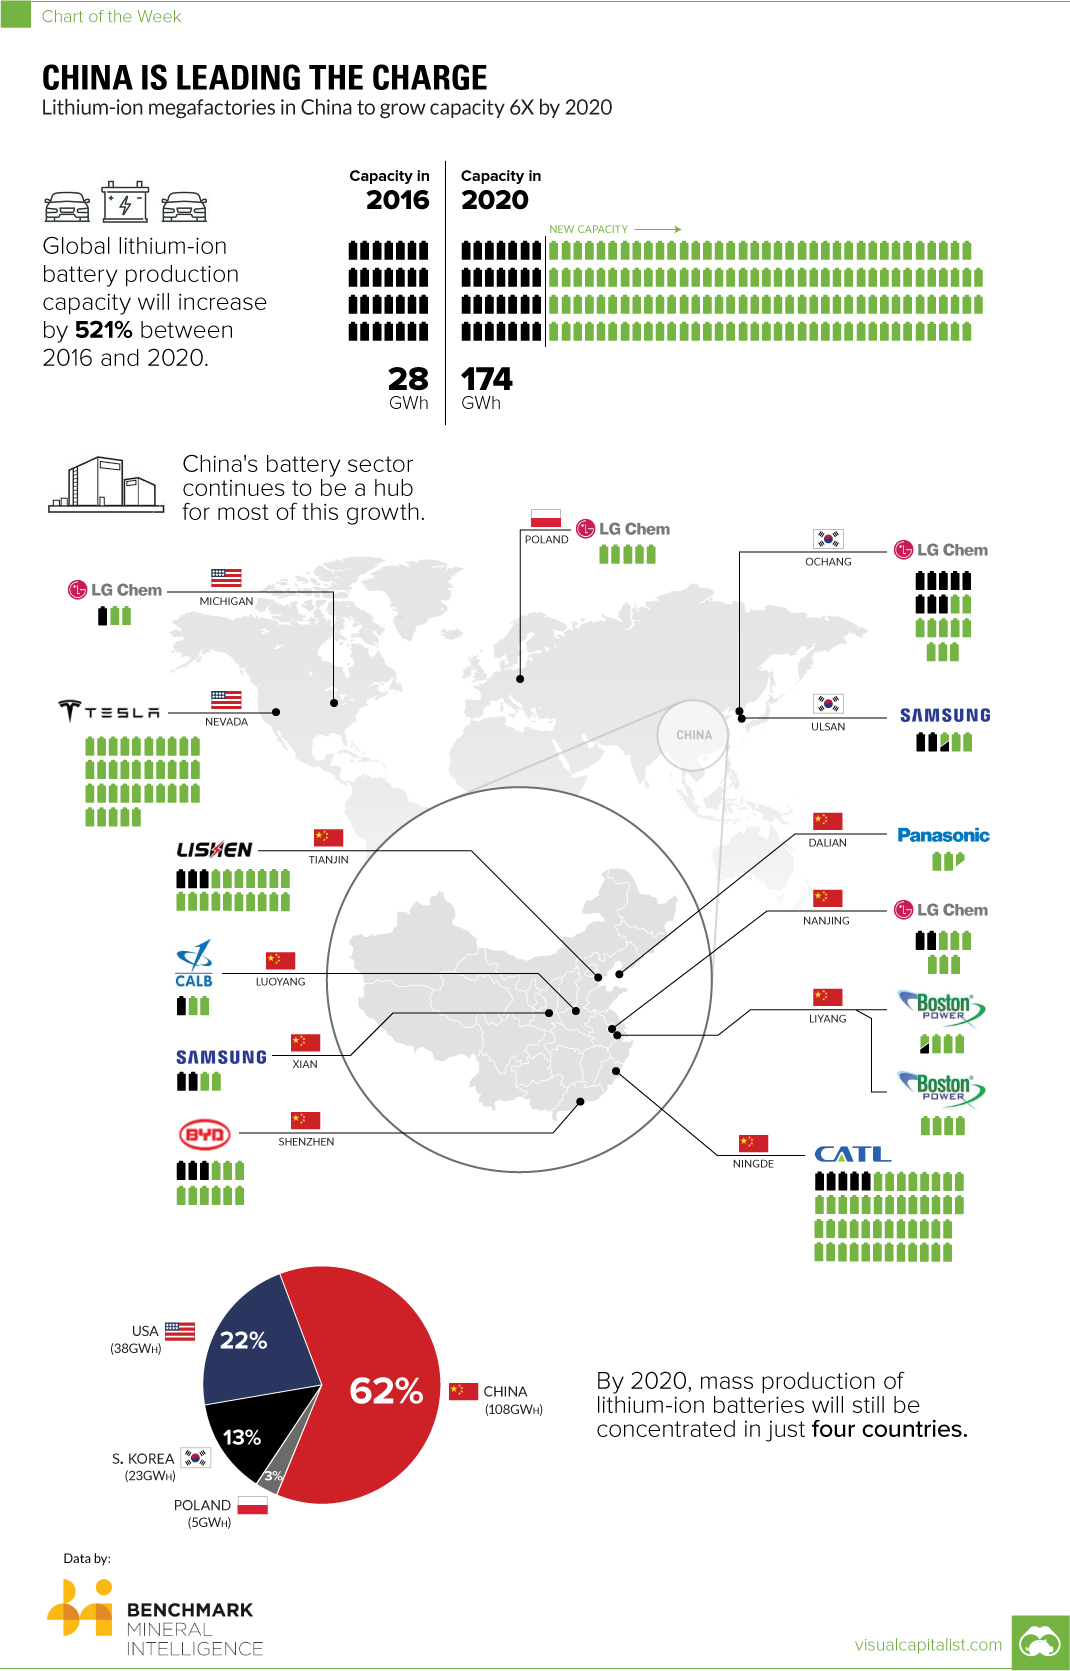 Chart of the Week
CHINA IS LEADING THE CHARGE
Lithium-ion megafactories in China to grow capacity 6X by 2020
Global lithium-ion
battery production
capacity will increase
by 521% between
2016 and 2020.
Capacity in
2016
28
GWh
Capacity in
2020
NEW CAPACITY
174
GWh
China's battery sector
continues to be a hub
for most of this growth.
POLAND
LG Chem
OCHANG
LG Chem
LG Chem
MICHIGAN
TESLA
NEVADA
ULSAN
SAMSUNG
CHINA
LISHEN
TIANJIN
DALIAN
Panasonic
NANJING
LG Chem
CALB
LUOYANG
LIYANG
Boston
POWER
SAMSUNG
XIAN
Boston
POWER
BYD
SHENZHEN
NINGDE
CATL
USA
(38GWH)
22%
62%
CHINA
(108GWH)
13%
S. KOREA
(23GWH)
3%
POLAND
(5GWH)
By 2020, mass production of
lithium-ion batteries will still be
concentrated in just four countries.
Data by:
BENCHMARK
MINERAL
INTELLIGENCE
visualcapitalist.com